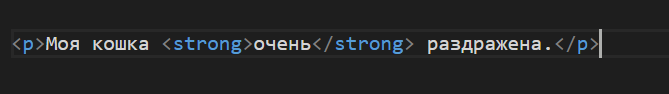 <p>Моя кошка <strong>очень</strong> раздражена.</p>